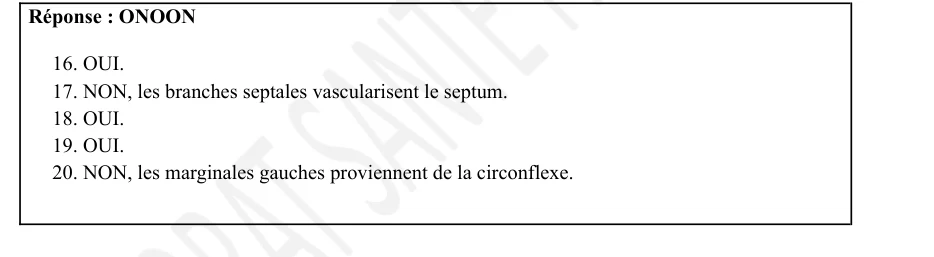 Réponse : ONOON
16. OUI.
17. NON, les branches septales vascularisent le septum.
18. OUI.
19. OUI.
20. NON, les marginales gauches proviennent de la circonflexe.